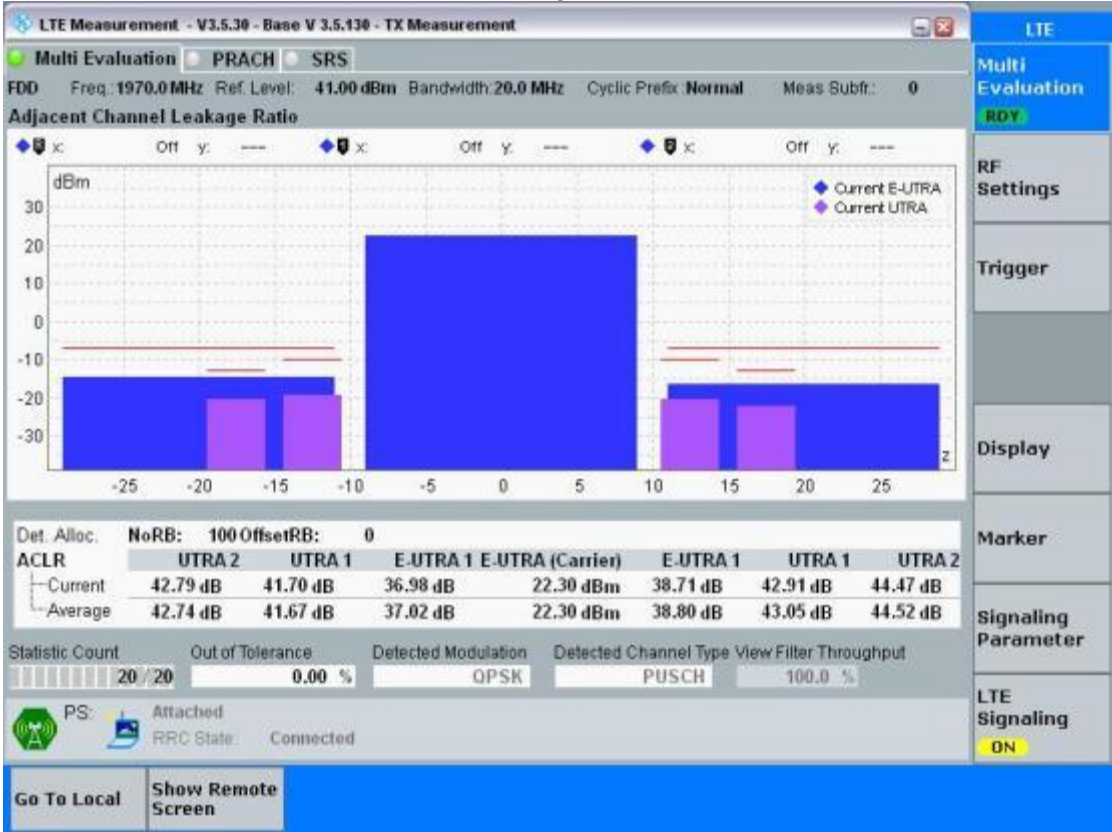 LTE Measurement - V3.5.30 - Base V 3.5.130 - TX Measurement
LTE
Multi Evaluation PRACH SRS
Multi
Evaluation
RDY
FDD Freq.:1970.0 MHz Ref. Level: 41.00 dBm Bandwidth:20.0 MHz Cyclic Prefix :Normal Meas Subfr.: 0
Adjacent Channel Leakage Ratio
x: Off y: --- x: Off y: --- x: Off y: ---
dBm
Current E-UTRA
Current UTRA
RF
Settings
30
20
10
0
-10
-20
-30
Trigger
z
-25 -20 -15 -10 -5 0 5 10 15 20 25
Display
Det. Alloc. NoRB: 100 OffsetRB: 0
ACLR UTRA 2 UTRA 1 E-UTRA 1 E-UTRA (Carrier) E-UTRA 1 UTRA 1 UTRA 2
Current 42.79 dB 41.70 dB 36.98 dB 22.30 dBm 38.71 dB 42.91 dB 44.47 dB
Average 42.74 dB 41.67 dB 37.02 dB 22.30 dBm 38.80 dB 43.05 dB 44.52 dB
Marker
Statistic Count Out of Tolerance Detected Modulation Detected Channel Type View Filter Throughput
20 / 20 0.00 % QPSK PUSCH 100.0 %
Signaling
Parameter
PS: Attached
RRC State: Connected
LTE
Signaling
ON
Go To Local
Show Remote
Screen